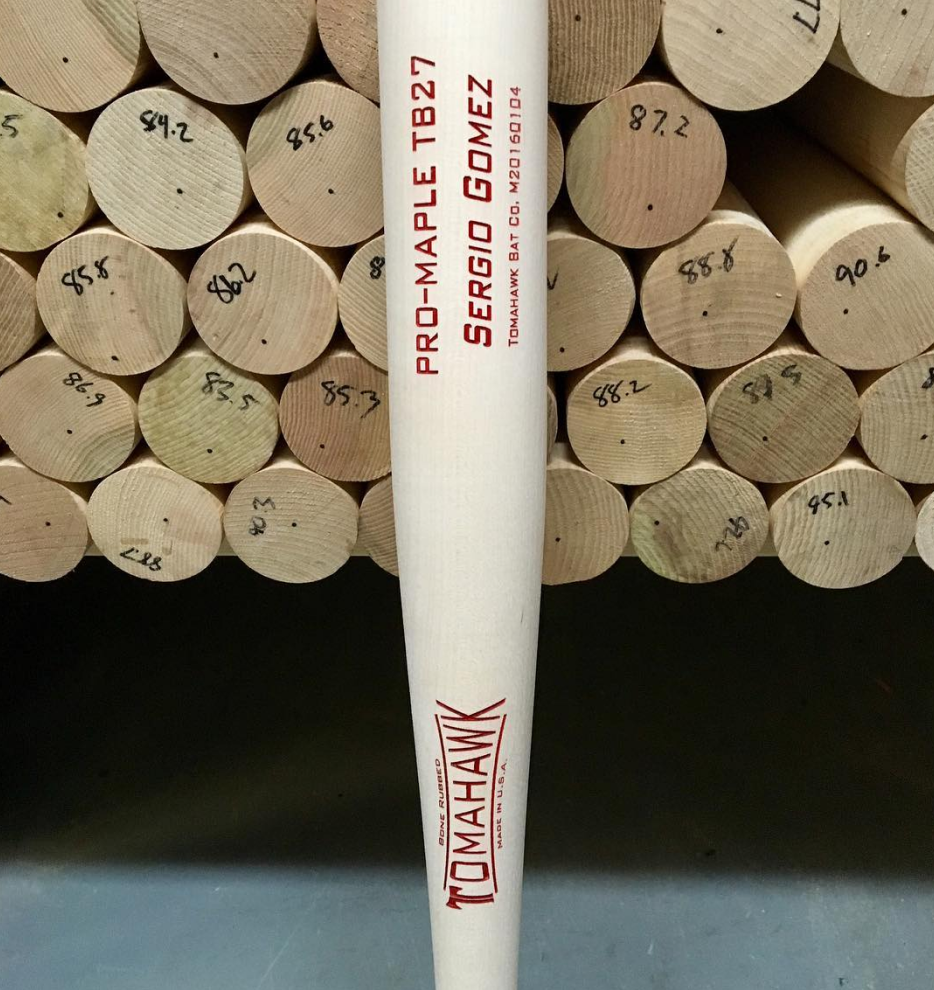 PRO-MAPLE TB27
SERGIO GOMEZ
TOMAHAWK BAT CO. M20160104
BONE RUBBED
TOMAHAWK
MADE IN U.S.A.
84.2
85.6
87.2
85.8
86.2
88.8
90.6
86.9
83.5
85.3
88.2
85.1
88.7